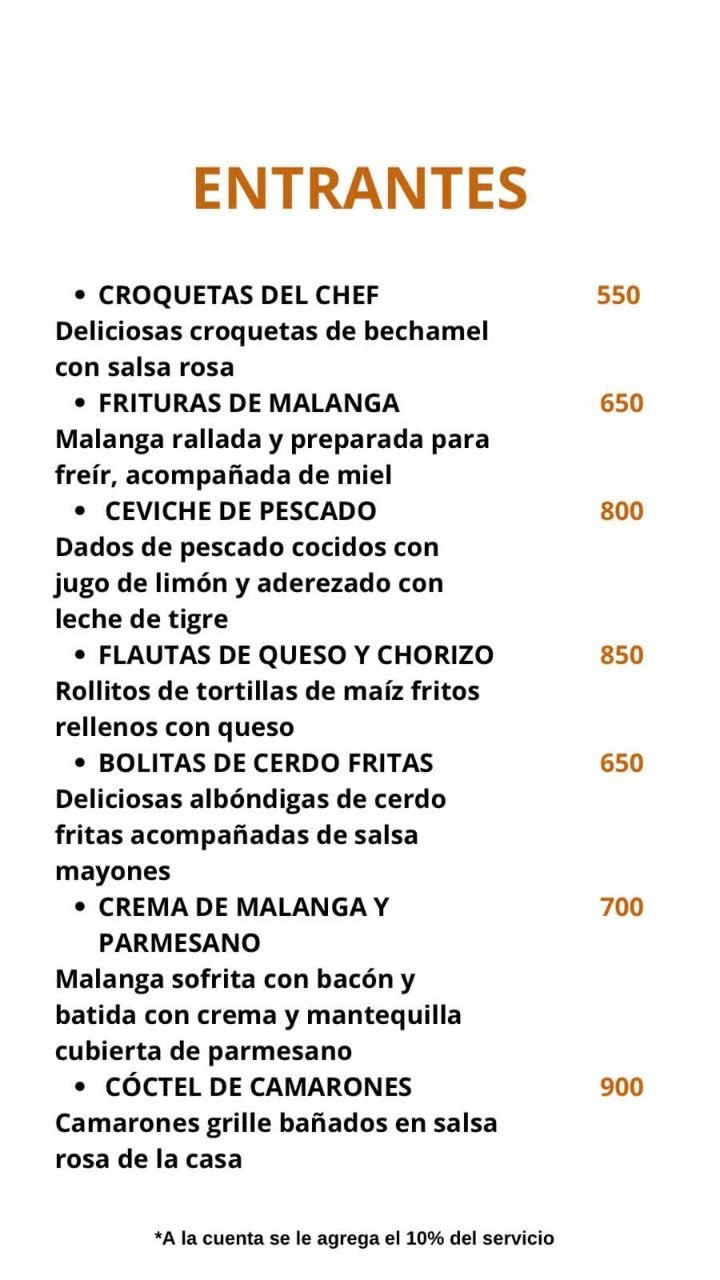 ENTRANTES
• CROQUETAS DEL CHEF 550
Deliciosas croquetas de bechamel
con salsa rosa
• FRITURAS DE MALANGA 650
Malanga rallada y preparada para
freír, acompañada de miel
• CEVICHE DE PESCADO 800
Dados de pescado cocidos con
jugo de limón y aderezado con
leche de tigre
• FLAUTAS DE QUESO Y CHORIZO 850
Rollitos de tortillas de maíz fritos
rellenos con queso
• BOLITAS DE CERDO FRITAS 650
Deliciosas albóndigas de cerdo
fritas acompañadas de salsa
mayones
• CREMA DE MALANGA Y 700
PARMESANO
Malanga sofrita con bacón y
batida con crema y mantequilla
cubierta de parmesano
• CÓCTEL DE CAMARONES 900
Camarones grille bañados en salsa
rosa de la casa
*A la cuenta se le agrega el 10% del servicio